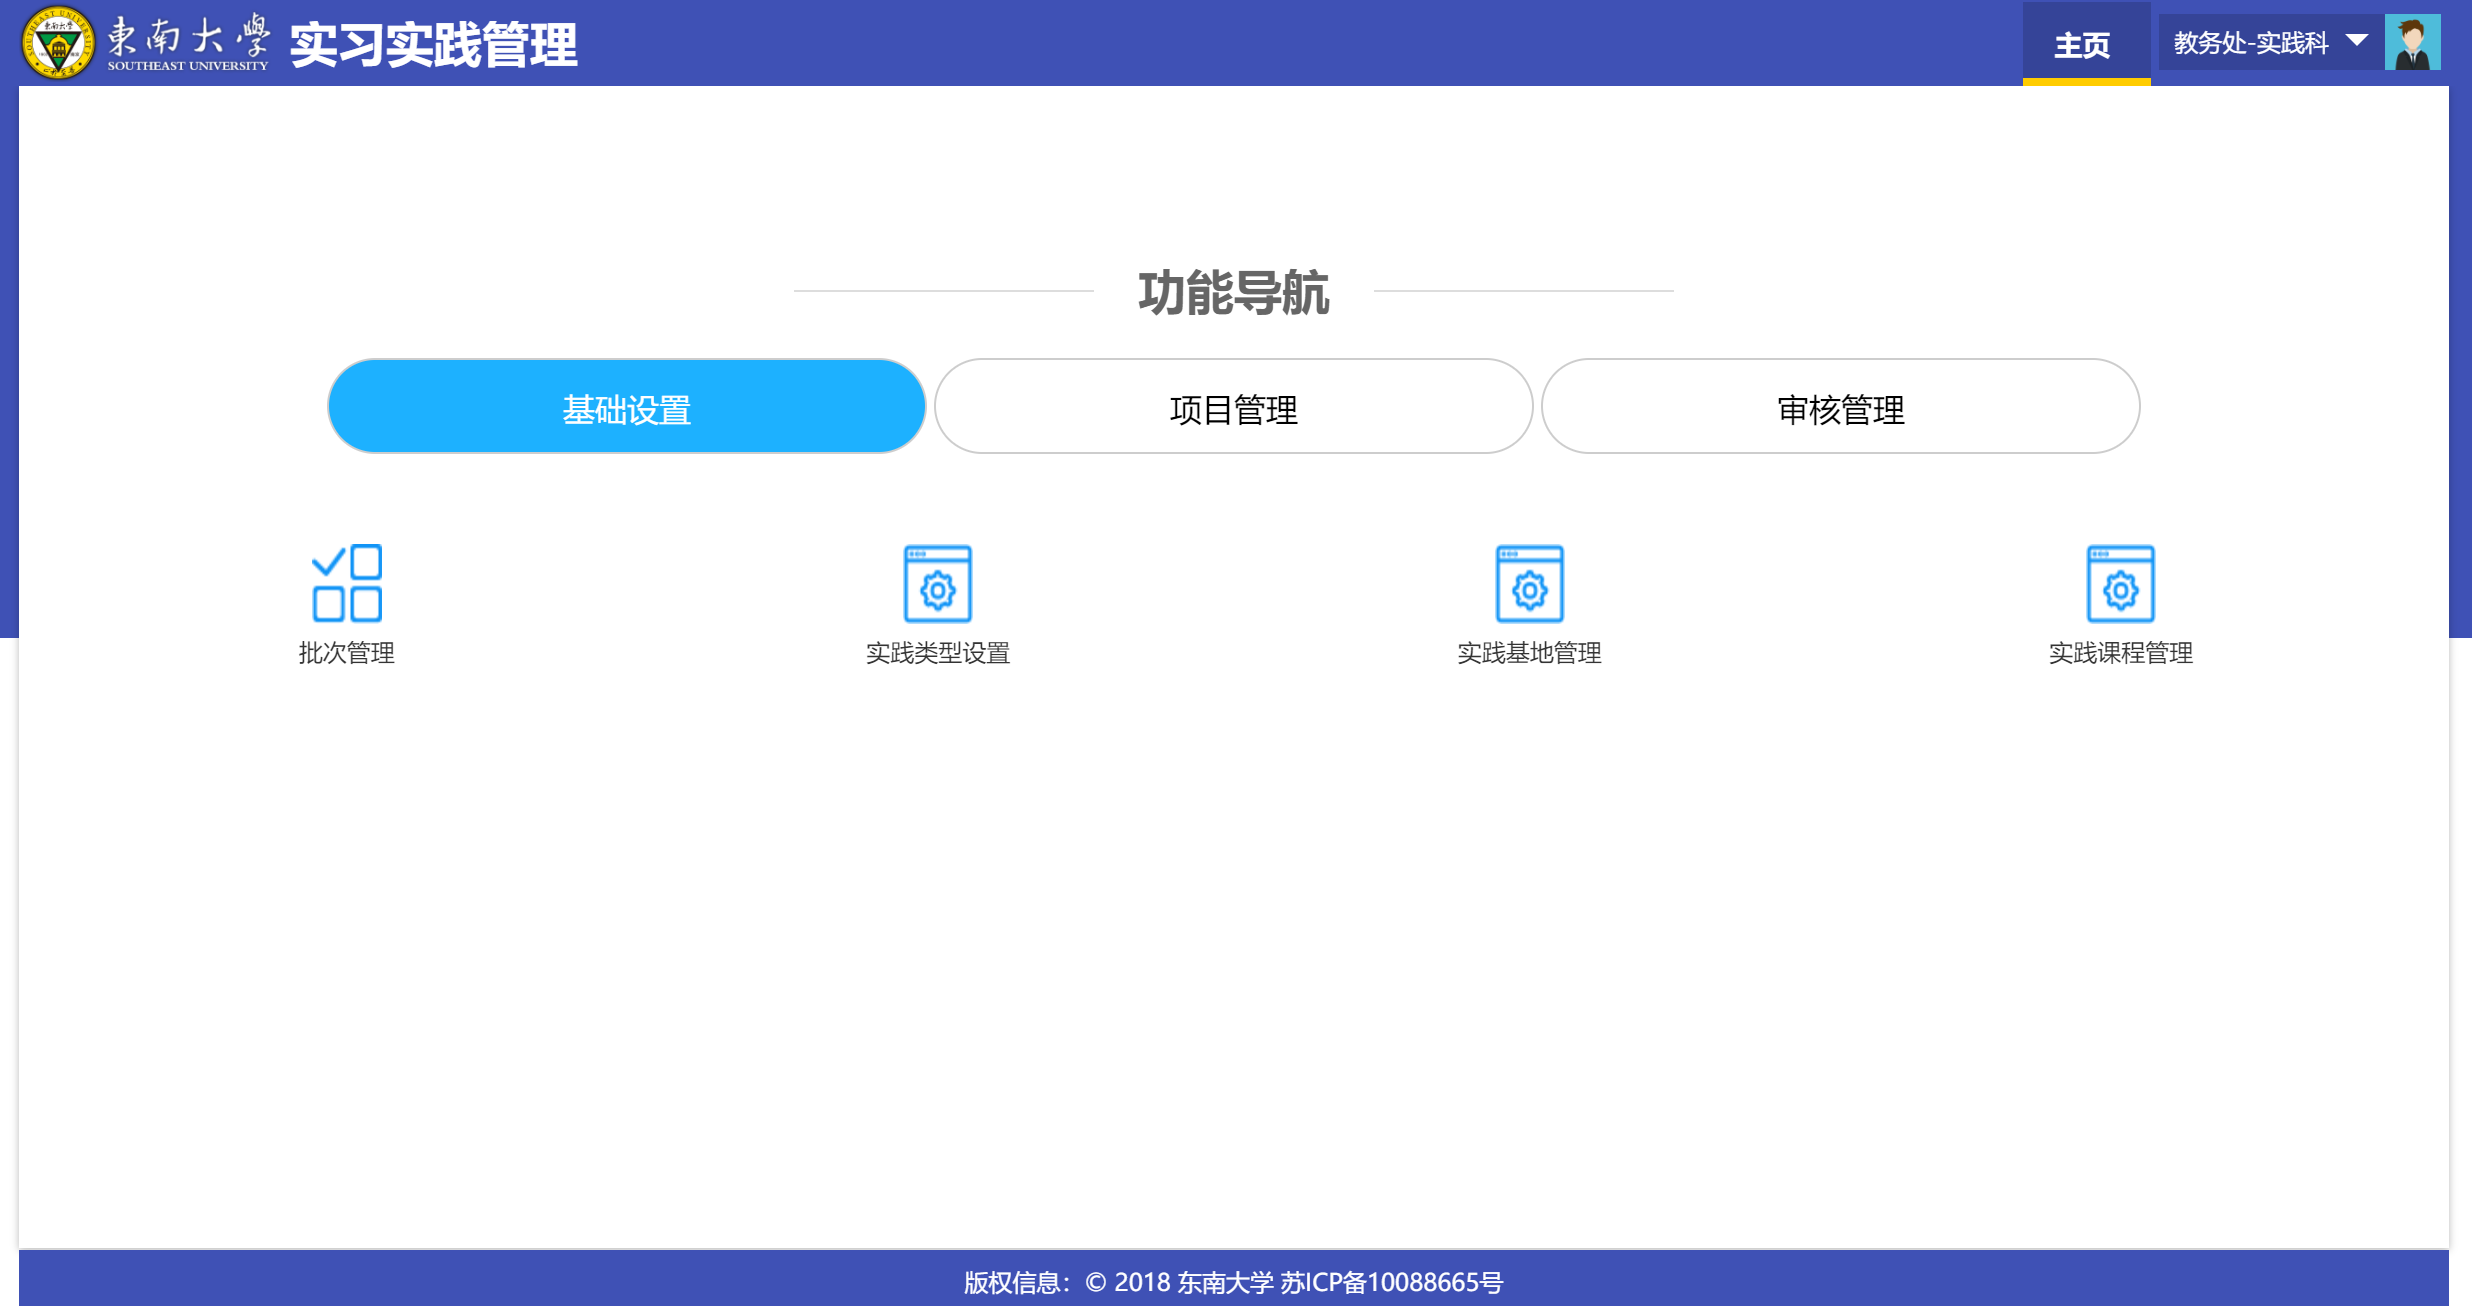 東南大學
SOUTHEAST UNIVERSITY
实习实践管理
主页
教务处-实践科
功能导航
基础设置
项目管理
审核管理
批次管理
实践类型设置
实践基地管理
实践课程管理
版权信息：© 2018 东南大学 苏ICP备10088665号